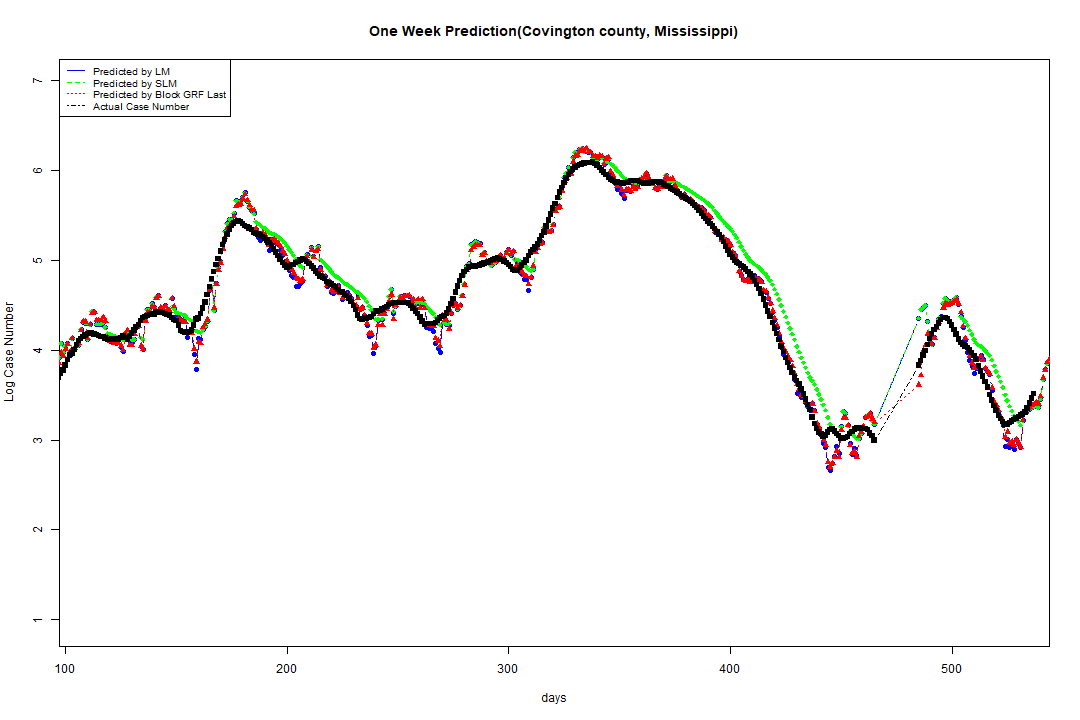 One Week Prediction(Covington county, Mississippi)
Predicted by LM
Predicted by SLM
Predicted by Block GRF Last
Actual Case Number
7
6
5
4
3
2
1
Log Case Number
100 200 300 400 500
days